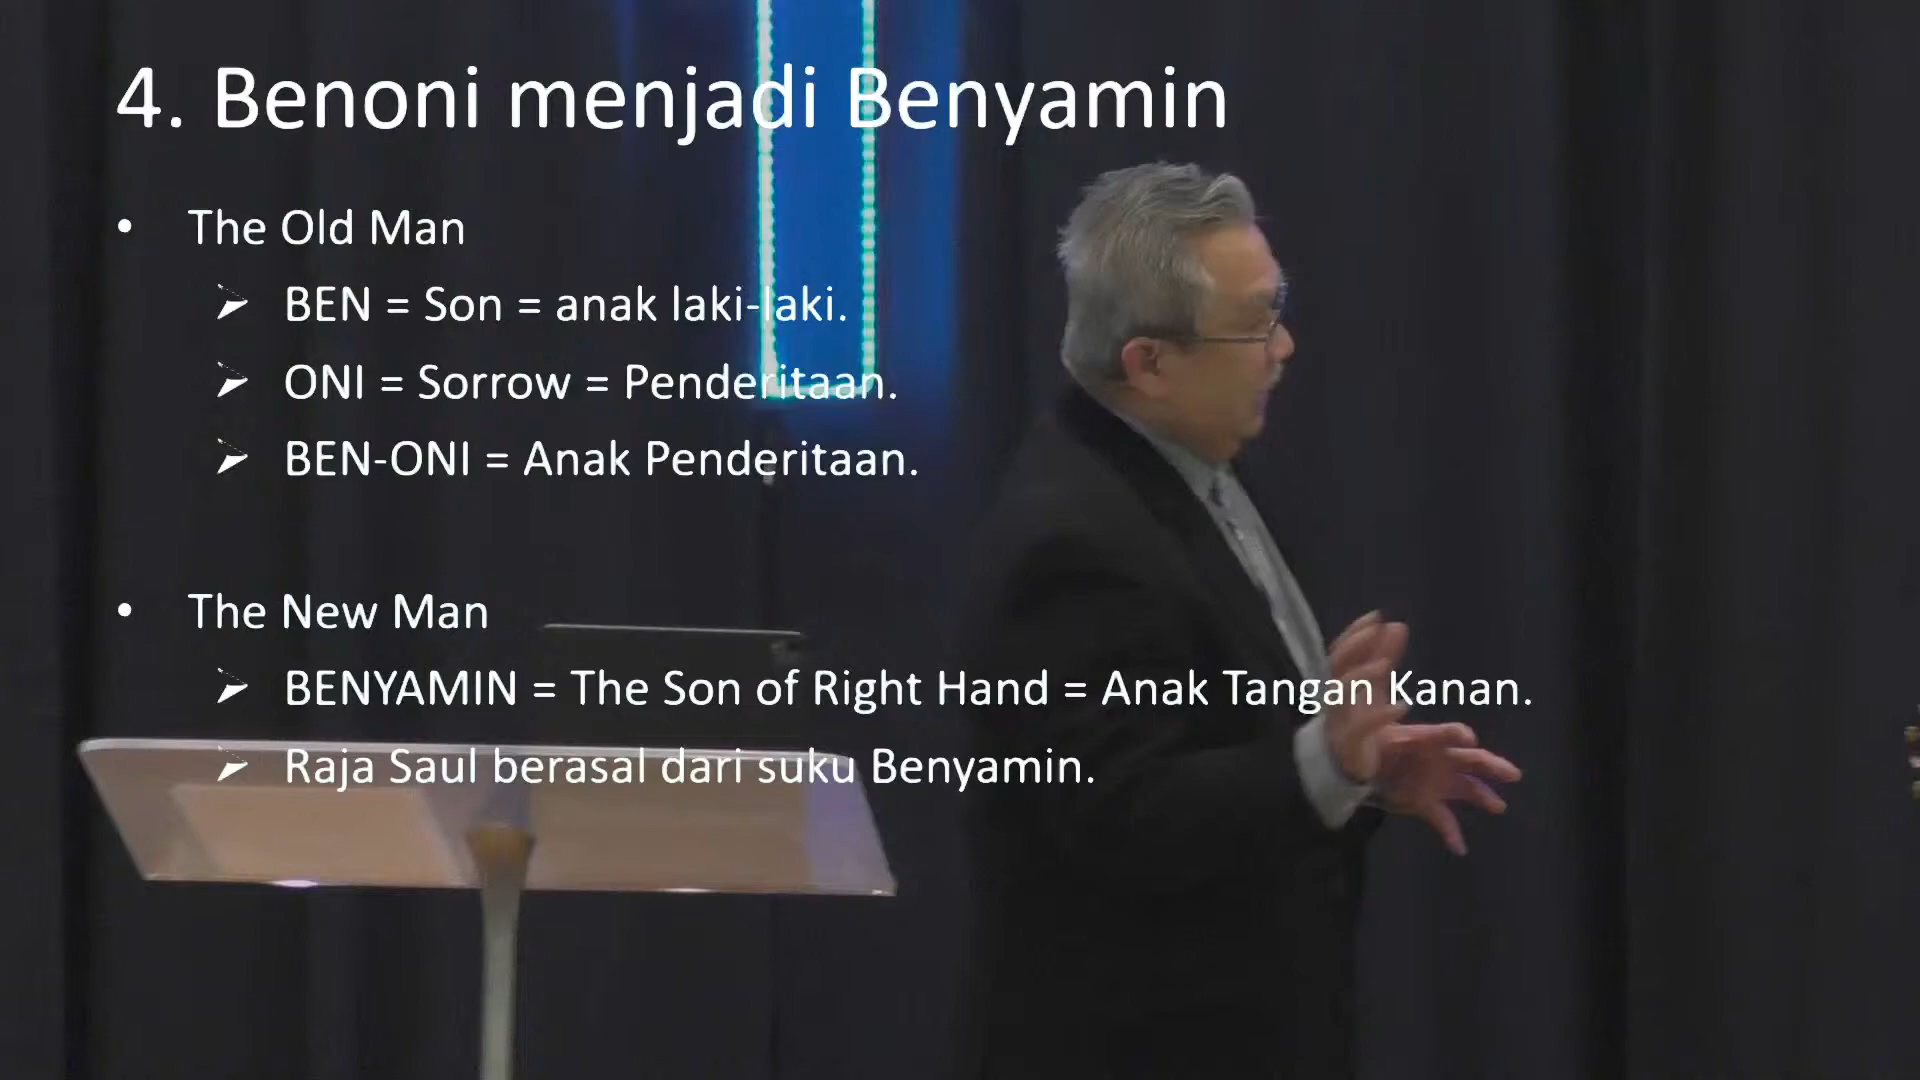 4. Benoni menjadi Benyamin
• The Old Man
➢ BEN = Son = anak laki-laki.
➢ ONI = Sorrow = Penderitaan.
➢ BEN-ONI = Anak Penderitaan.
• The New Man
➢ BENYAMIN = The Son of Right Hand = Anak Tangan Kanan.
➢ Raja Saul berasal dari suku Benyamin.